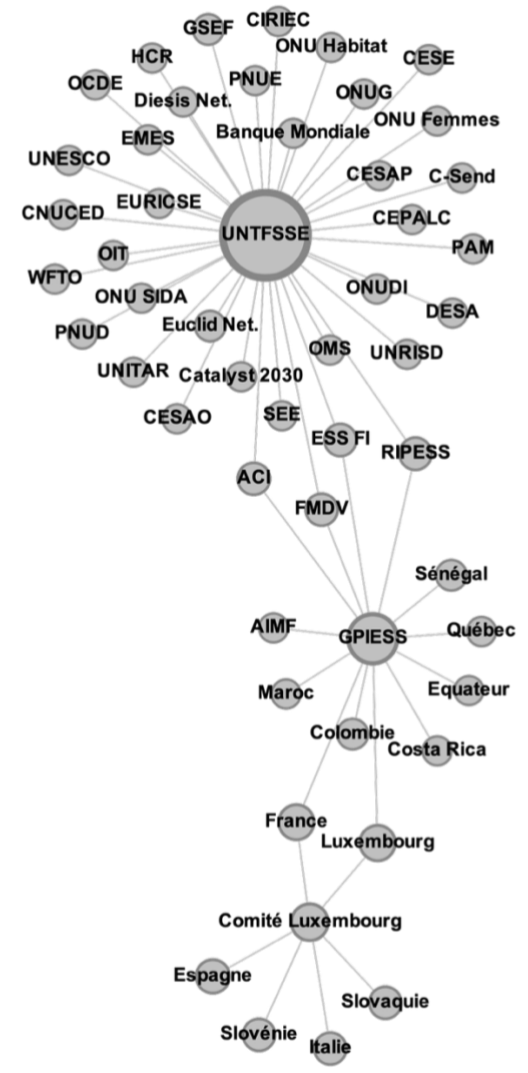 CIRIEC
GSEF
ONU Habitat
HCR
CESE
PNUE
OCDE
ONUG
Diesis Net.
ONU Femmes
Banque Mondiale
EMES
UNESCO
CESAP
C-Send
EURICSE
CNUCED
CEPALC
UNTFSSE
PAM
OIT
WFTO
ONUDI
ONU SIDA
DESA
Euclid Net.
PNUD
OMS
UNRISD
UNITAR
Catalyst 2030
SEE
CESAO
ESS FI
RIPESS
ACI
FMDV
Sénégal
AIMF
Québec
GPIESS
Maroc
Equateur
Colombie
Costa Rica
France
Luxembourg
Comité Luxembourg
Espagne
Slovaquie
Slovénie
Italie